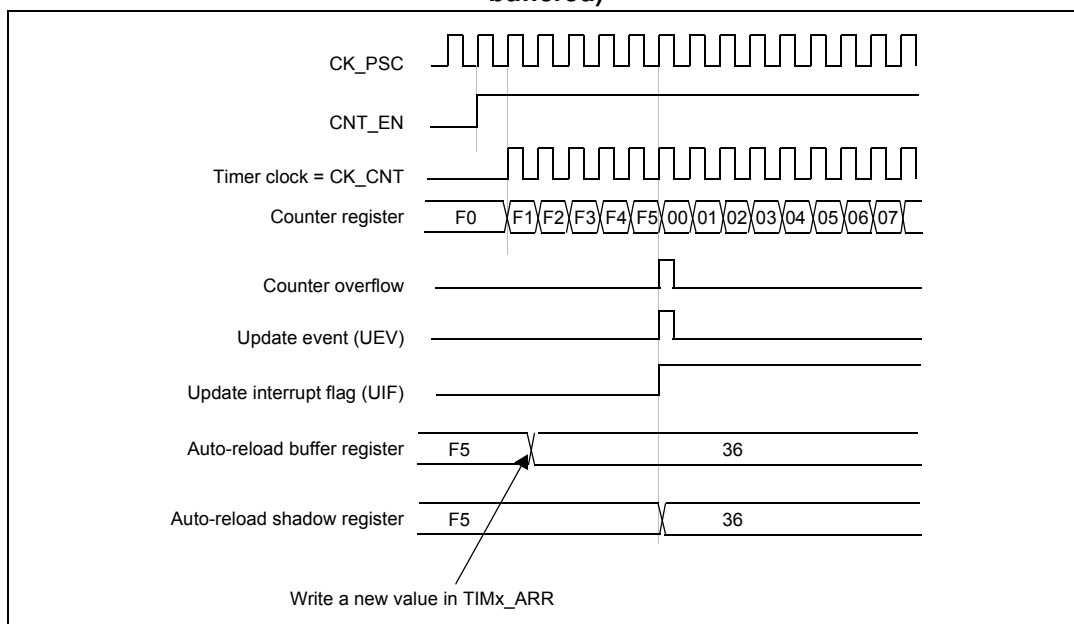 buffered)
CK_PSC
CNT_EN
Timer clock = CK_CNT
Counter register F0 F1 F2 F3 F4 F5 00 01 02 03 04 05 06 07
Counter overflow
Update event (UEV)
Update interrupt flag (UIF)
Auto-reload buffer register F5 36
Auto-reload shadow register F5 36
Write a new value in TIMx_ARR